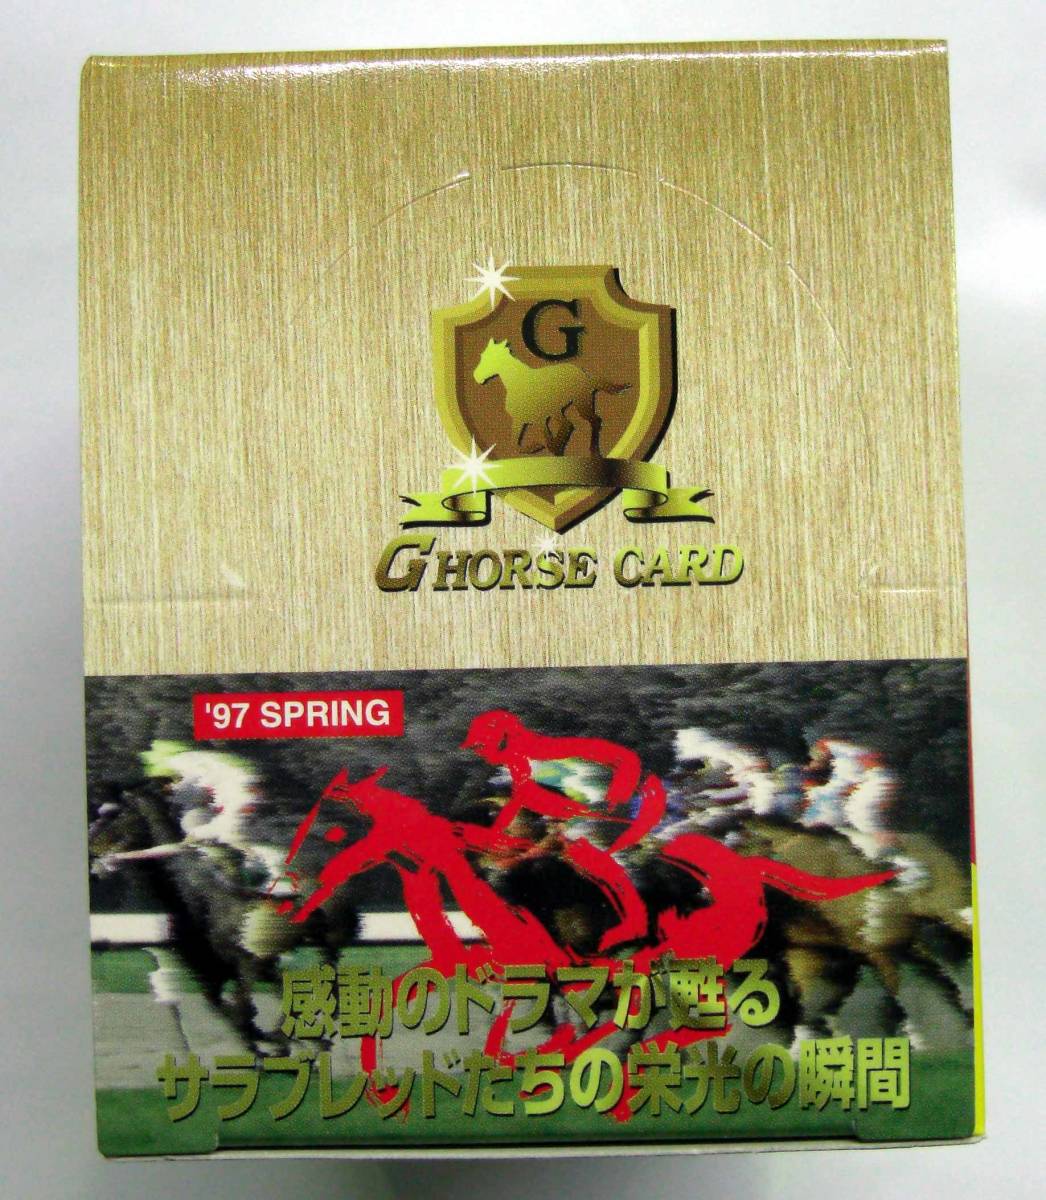 G
G HORSE CARD
'97 SPRING
感動のドラマが甦る
サラブレッドたちの栄光の瞬間